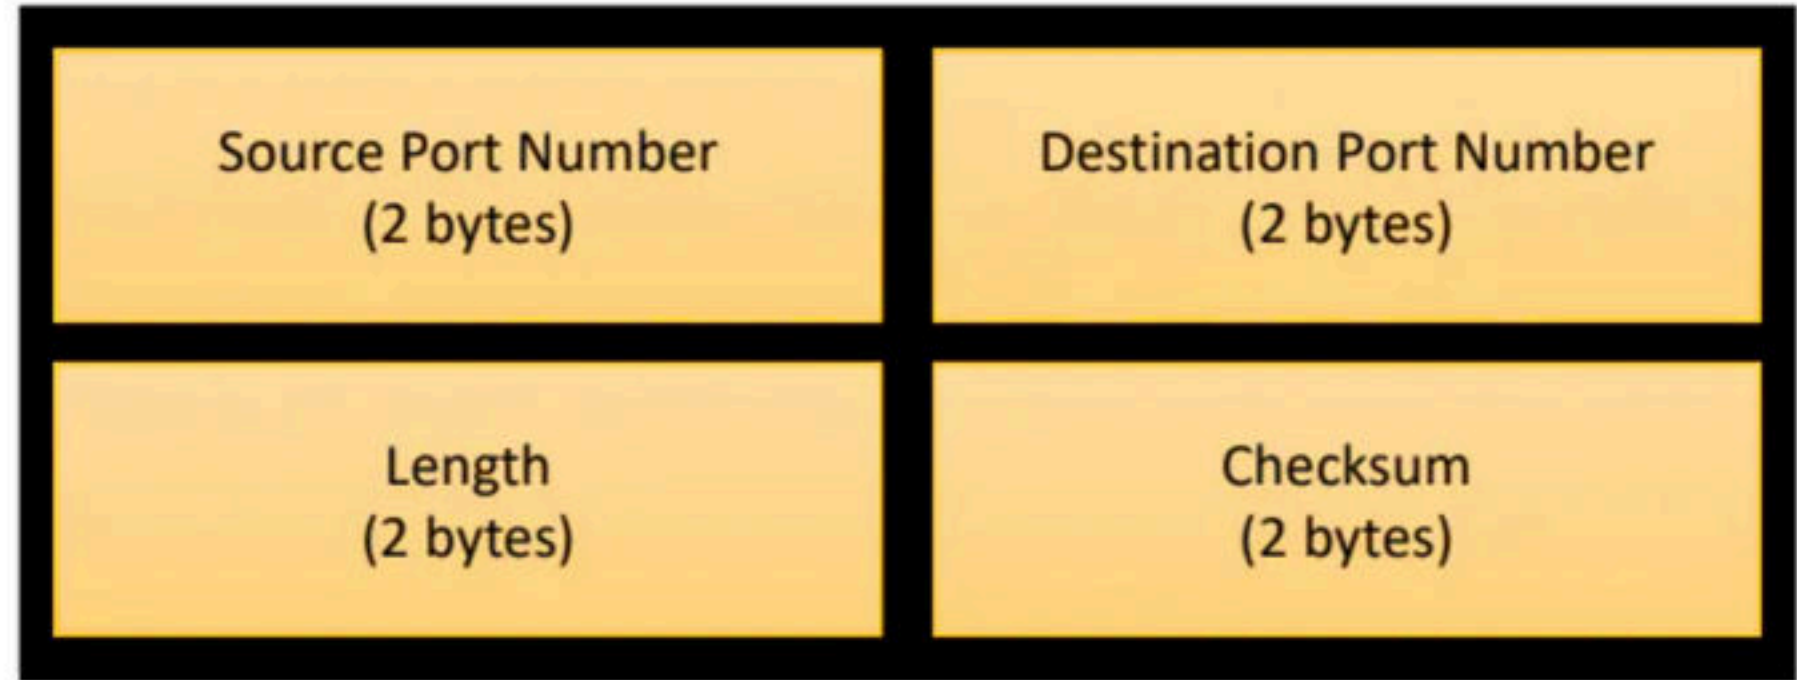 Source Port Number
(2 bytes)
Destination Port Number
(2 bytes)
Length
(2 bytes)
Checksum
(2 bytes)